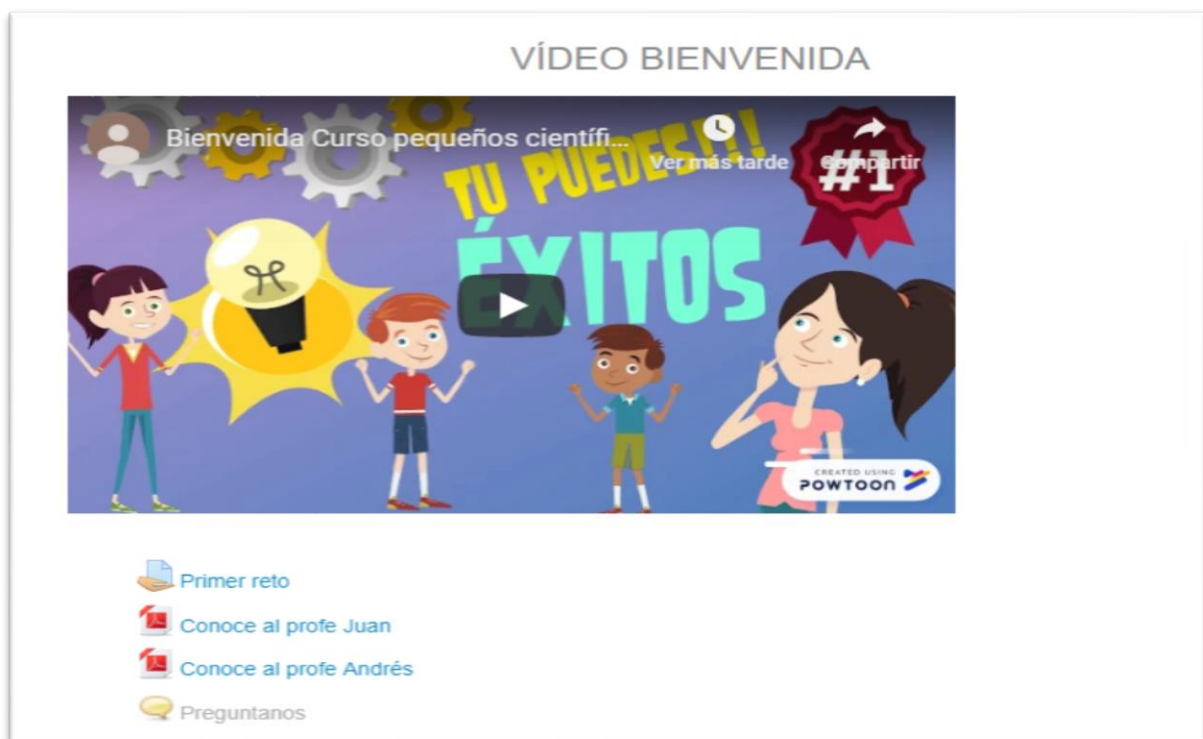 VÍDEO BIENVENIDA
Bienvenida Curso pequeños científi...
Ver más tarde
Compartir
TU PUEDES!!!
#1
ÉXITOS
CREATED USING
POWTOON
Primer reto
Conoce al profe Juan
Conoce al profe Andrés
Preguntanos